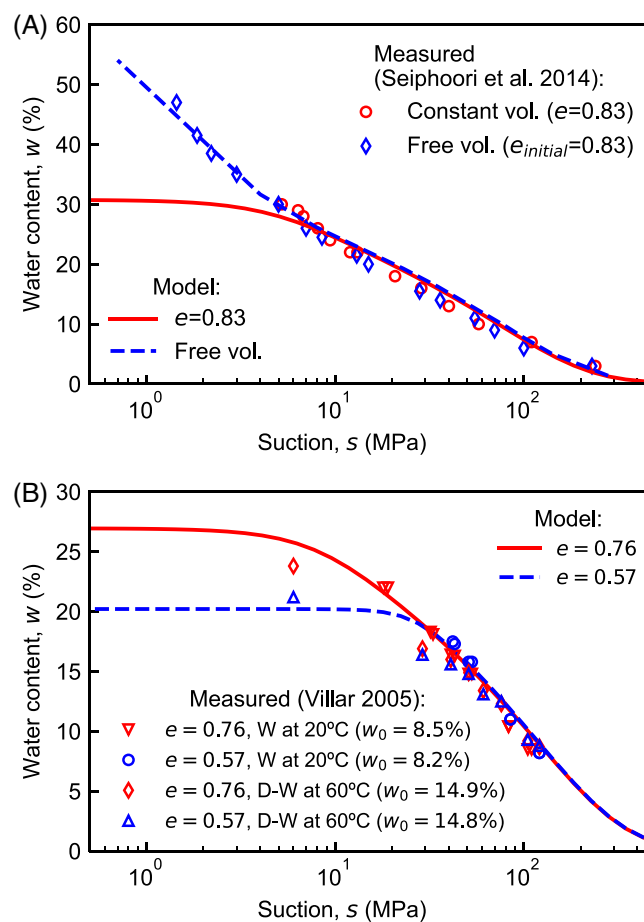 (A)
60
50
40
30
20
10
0
Water content, w (%)
Measured
(Seiphoori et al. 2014):
Constant vol. (e=0.83)
Free vol. (e_initial=0.83)
Model:
e=0.83
Free vol.
10^0
10^1
10^2
Suction, s (MPa)
(B)
30
25
20
15
10
5
0
Water content, w (%)
Model:
e = 0.76
e = 0.57
Measured (Villar 2005):
e = 0.76, W at 20ºC (w_0 = 8.5%)
e = 0.57, W at 20ºC (w_0 = 8.2%)
e = 0.76, D-W at 60ºC (w_0 = 14.9%)
e = 0.57, D-W at 60ºC (w_0 = 14.8%)
10^0
10^1
10^2
Suction, s (MPa)